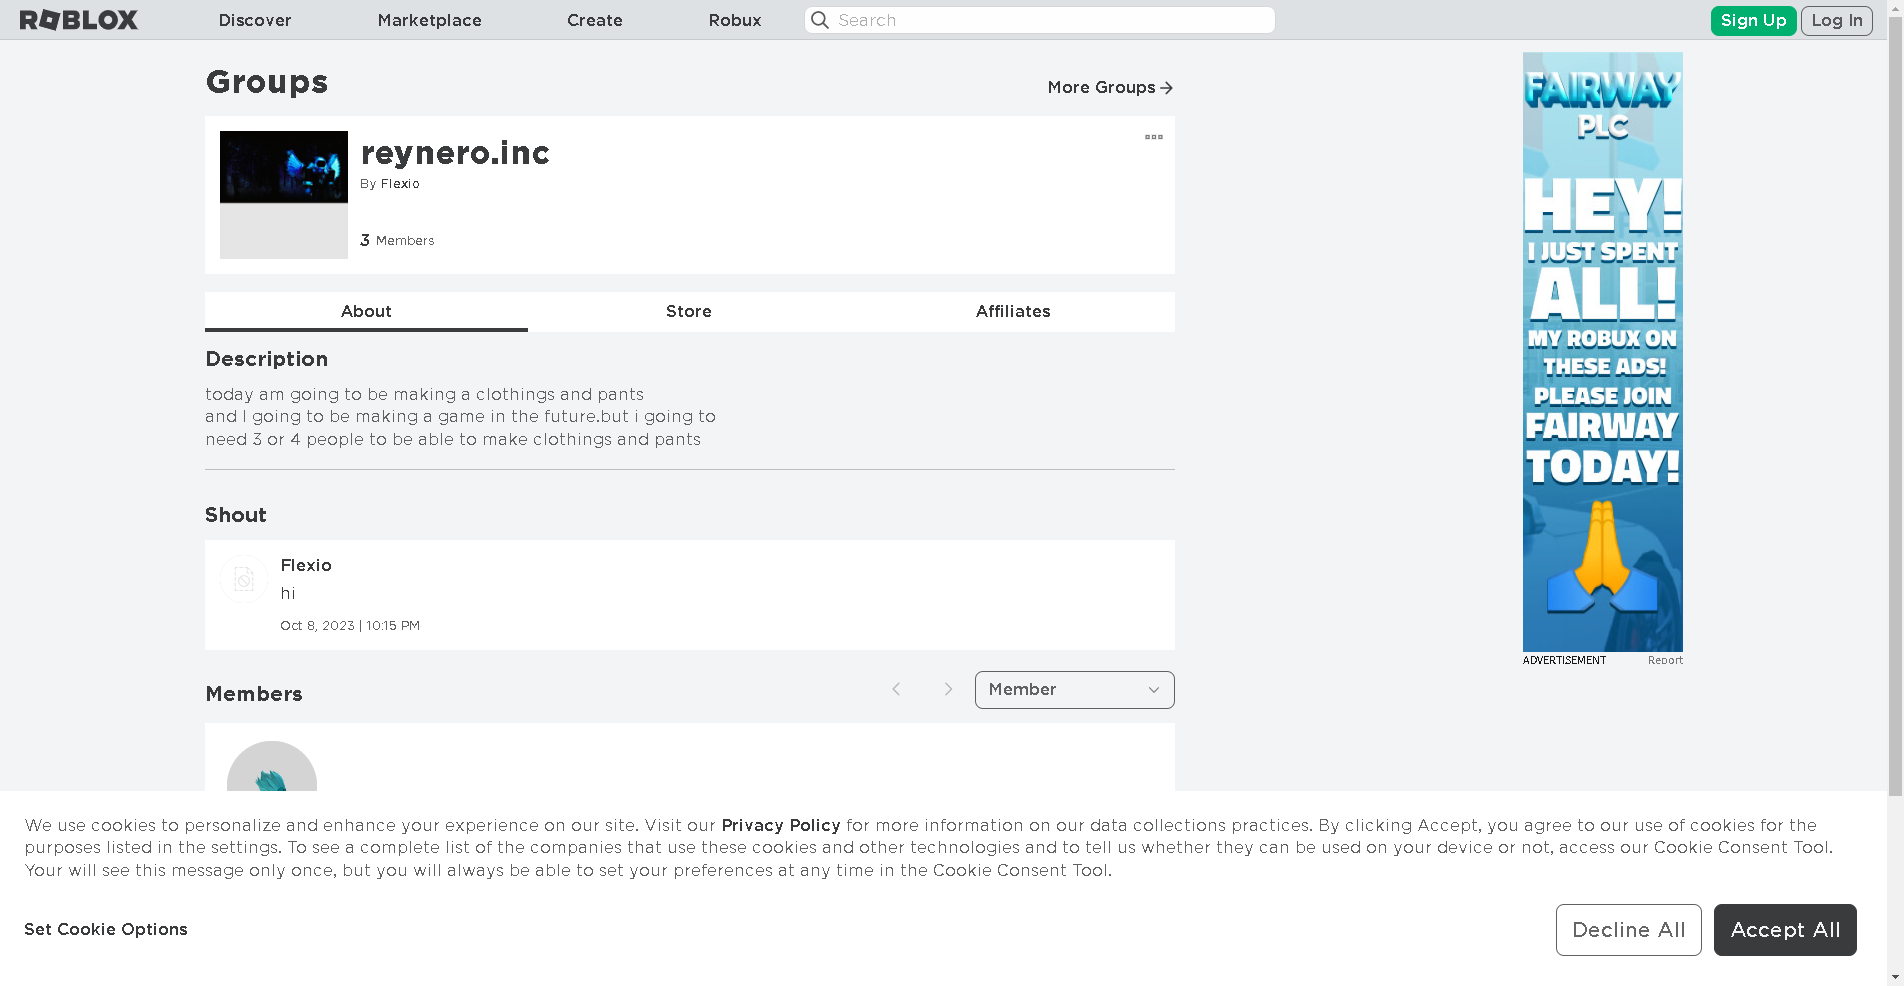 ROBLOX
Discover
Marketplace
Create
Robux
Search
Sign Up
Log In
Groups
More Groups
reynero.inc
By Flexio
3 Members
About
Store
Affiliates
Description
today am going to be making a clothings and pants
and I going to be making a game in the future.but i going to
need 3 or 4 people to be able to make clothings and pants
Shout
Flexio
hi
Oct 8, 2023 | 10:15 PM
Members
Member
FAIRWAY
PLC
HEY!
I JUST SPENT
ALL!
MY ROBUX ON
THESE ADS!
PLEASE JOIN
FAIRWAY
TODAY!
ADVERTISEMENT
Report
We use cookies to personalize and enhance your experience on our site. Visit our Privacy Policy for more information on our data collections practices. By clicking Accept, you agree to our use of cookies for the
purposes listed in the settings. To see a complete list of the companies that use these cookies and other technologies and to tell us whether they can be used on your device or not, access our Cookie Consent Tool.
Your will see this message only once, but you will always be able to set your preferences at any time in the Cookie Consent Tool.
Set Cookie Options
Decline All
Accept All